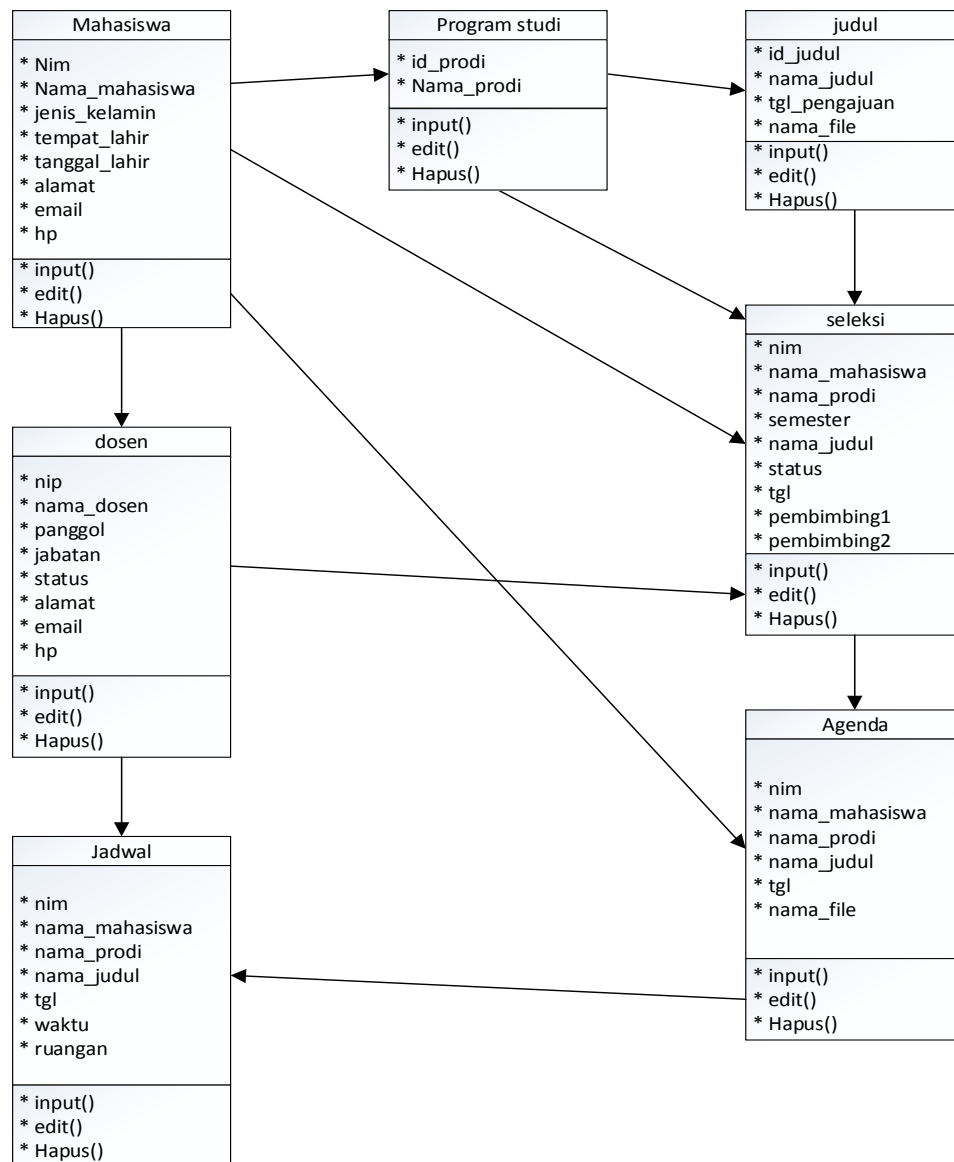 Mahasiswa
* Nim
* Nama_mahasiswa
* jenis_kelamin
* tempat_lahir
* tanggal_lahir
* alamat
* email
* hp
* input()
* edit()
* Hapus()
Program studi
* id_prodi
* Nama_prodi
* input()
* edit()
* Hapus()
judul
* id_judul
* nama_judul
* tgl_pengajuan
* nama_file
* input()
* edit()
* Hapus()
seleksi
* nim
* nama_mahasiswa
* nama_prodi
* semester
* nama_judul
* status
* tgl
* pembimbing1
* pembimbing2
* input()
* edit()
* Hapus()
dosen
* nip
* nama_dosen
* panggol
* jabatan
* status
* alamat
* email
* hp
* input()
* edit()
* Hapus()
Agenda
* nim
* nama_mahasiswa
* nama_prodi
* nama_judul
* tgl
* nama_file
* input()
* edit()
* Hapus()
Jadwal
* nim
* nama_mahasiswa
* nama_prodi
* nama_judul
* tgl
* waktu
* ruangan
* input()
* edit()
* Hapus()